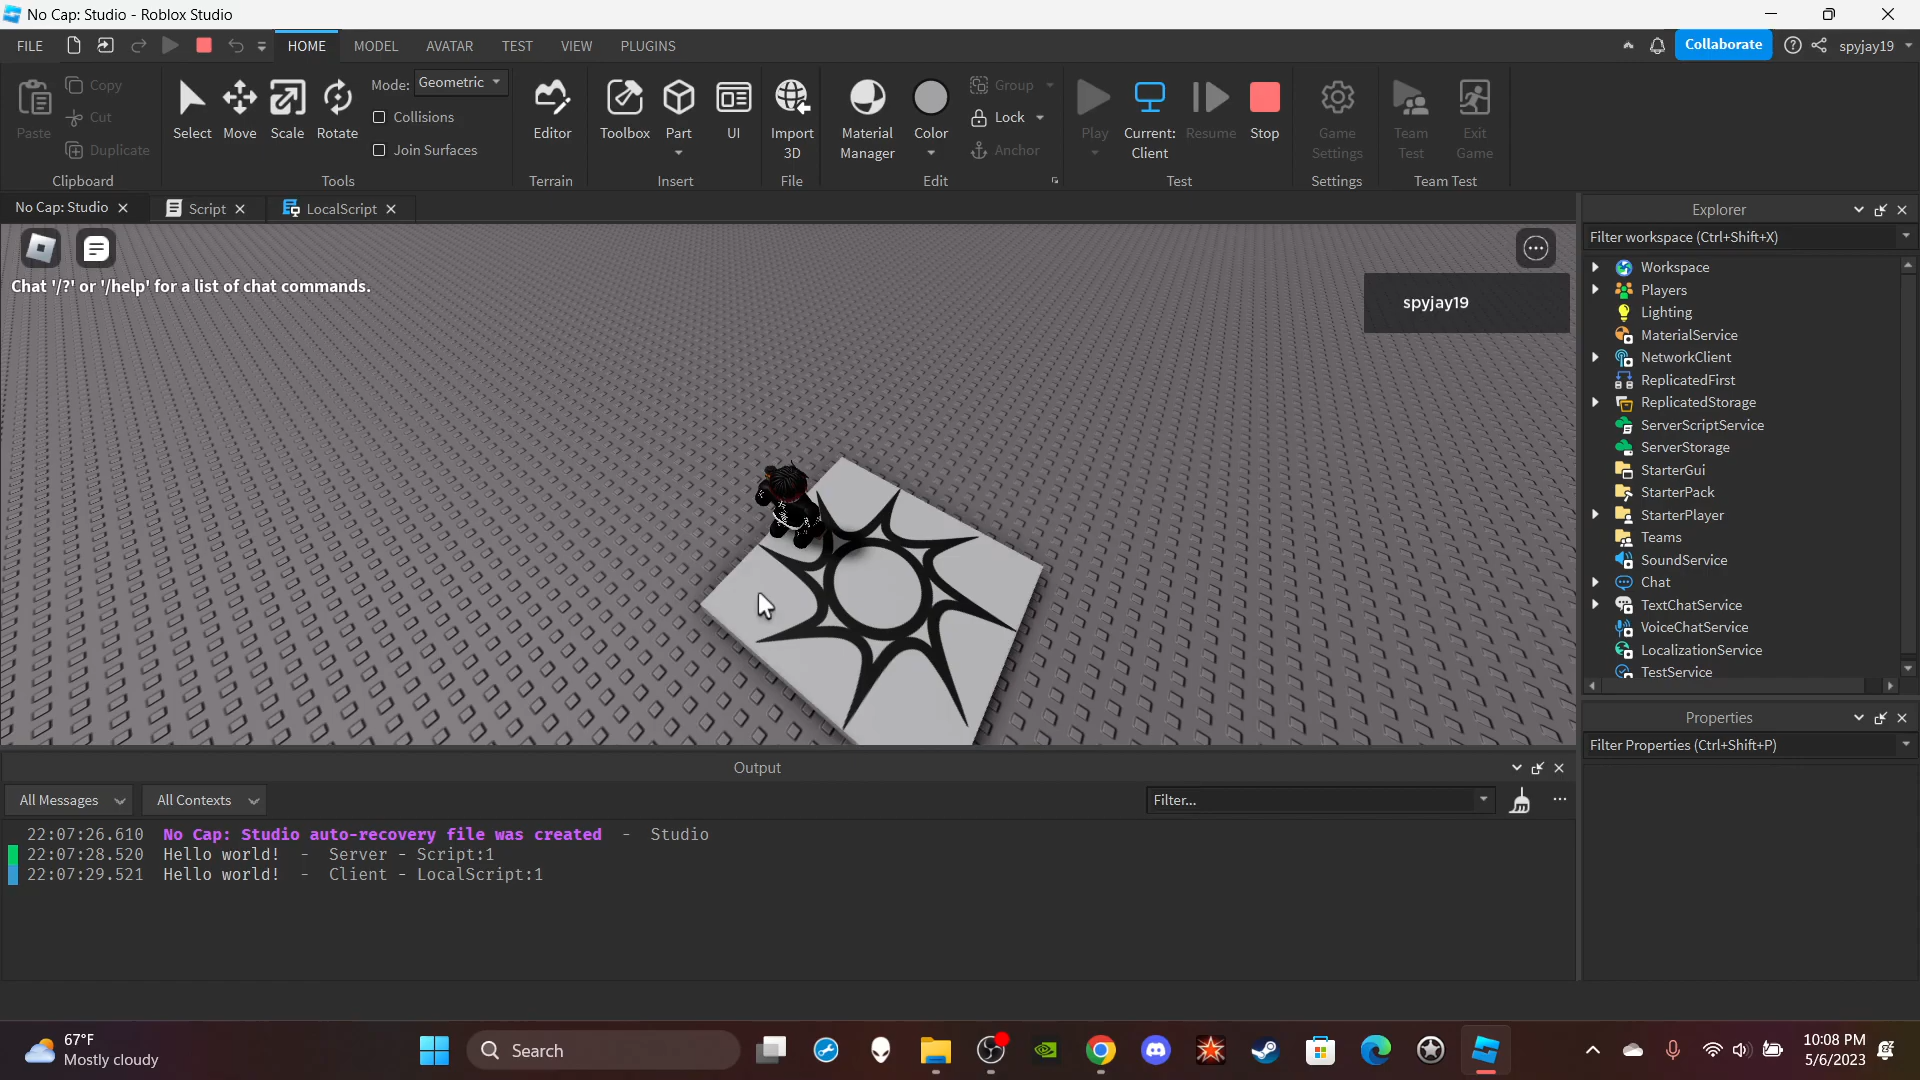 No Cap: Studio - Roblox Studio
FILE HOME MODEL AVATAR TEST VIEW PLUGINS Collaborate spyjay19
Paste Copy Cut Duplicate Clipboard
Select Move Scale Rotate Mode: Geometric Collisions Join Surfaces Tools
Editor Terrain
Toolbox Part UI Insert
Import 3D File
Material Manager Color Group Lock Anchor Edit
Play Current: Client Resume Stop Test
Game Settings Settings
Team Test Exit Game Team Test
No Cap: Studio Script LocalScript
Chat '/?' or '/help' for a list of chat commands.
spyjay19
Explorer
Filter workspace (Ctrl+Shift+X)
Workspace
Players
Lighting
MaterialService
NetworkClient
ReplicatedFirst
ReplicatedStorage
ServerScriptService
ServerStorage
StarterGui
StarterPack
StarterPlayer
Teams
SoundService
Chat
TextChatService
VoiceChatService
LocalizationService
TestService
Properties
Filter Properties (Ctrl+Shift+P)
Output
All Messages All Contexts Filter...
22:07:26.610 No Cap: Studio auto-recovery file was created - Studio
22:07:28.520 Hello world! - Server - Script:1
22:07:29.521 Hello world! - Client - LocalScript:1
67°F
Mostly cloudy
Search
10:08 PM
5/6/2023